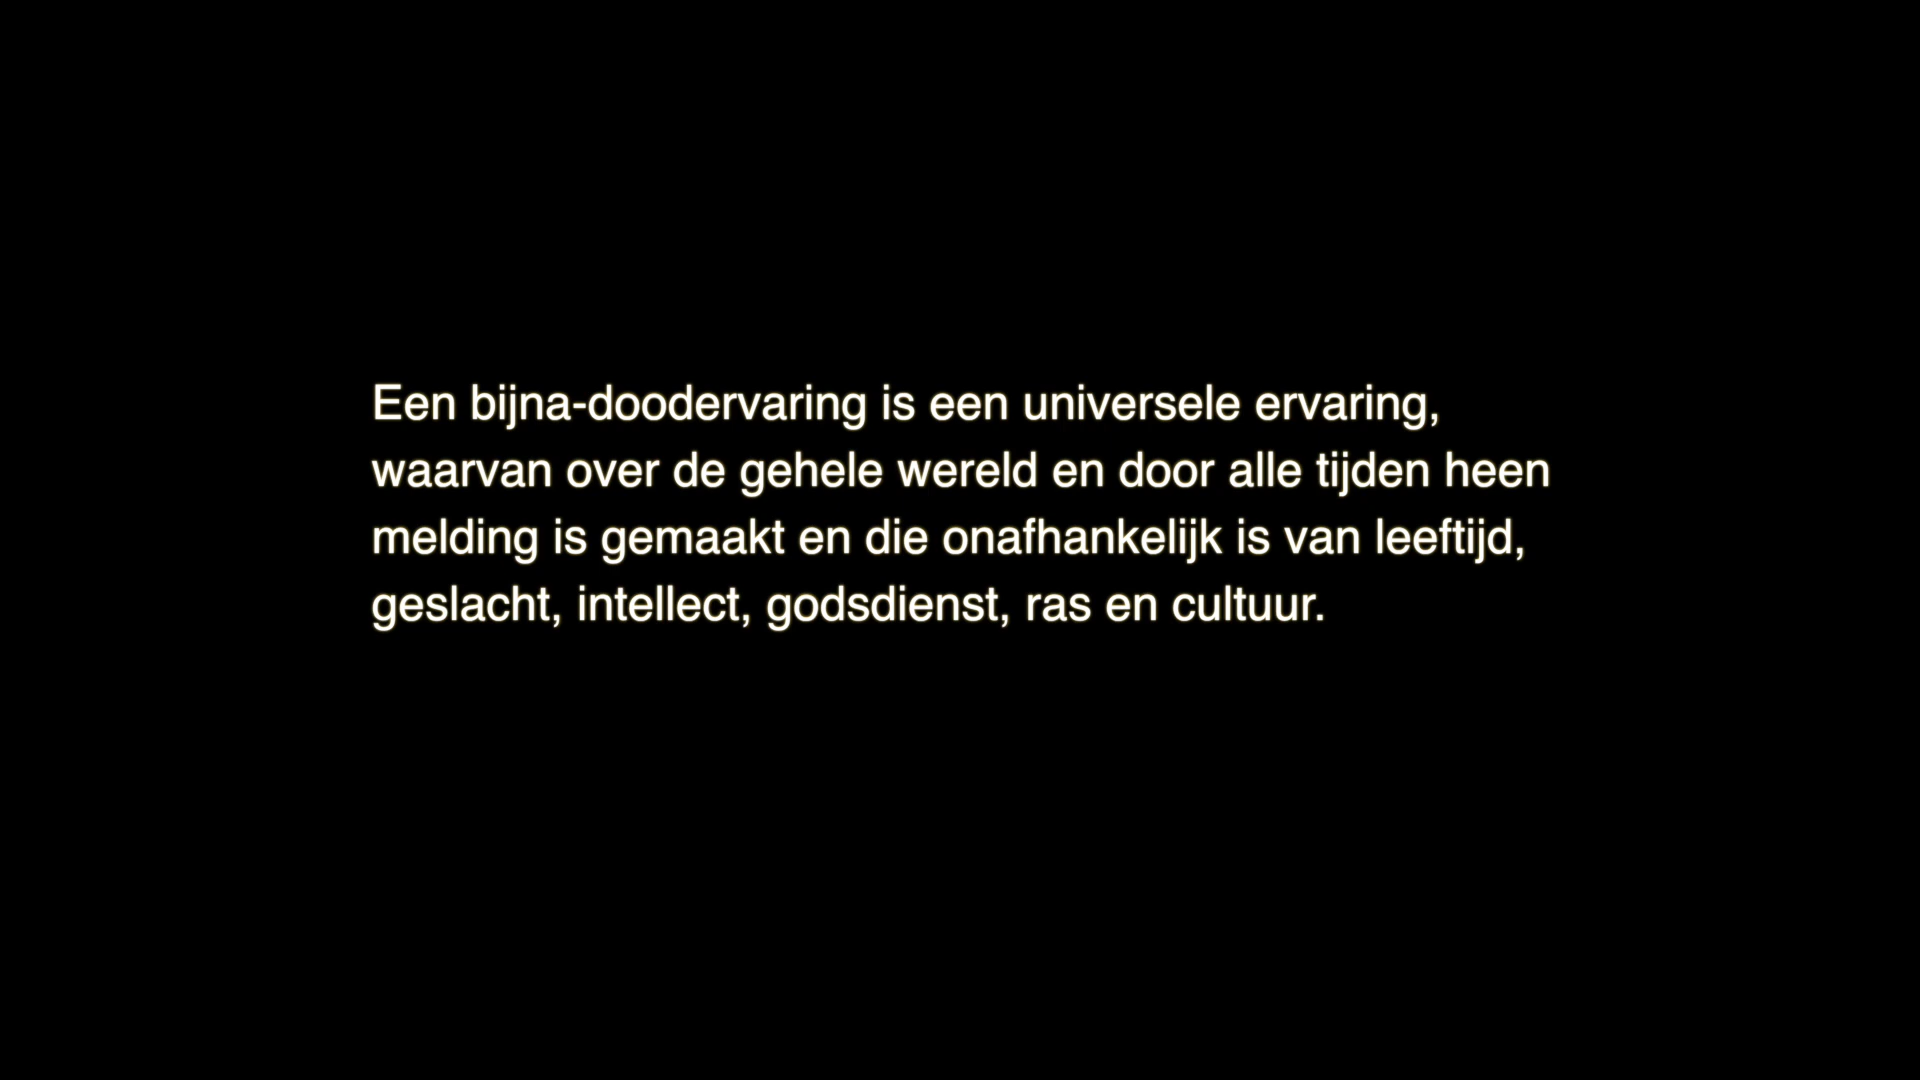 Een bijna-doodervaring is een universele ervaring,
waarvan over de gehele wereld en door alle tijden heen
melding is gemaakt en die onafhankelijk is van leeftijd,
geslacht, intellect, godsdienst, ras en cultuur.